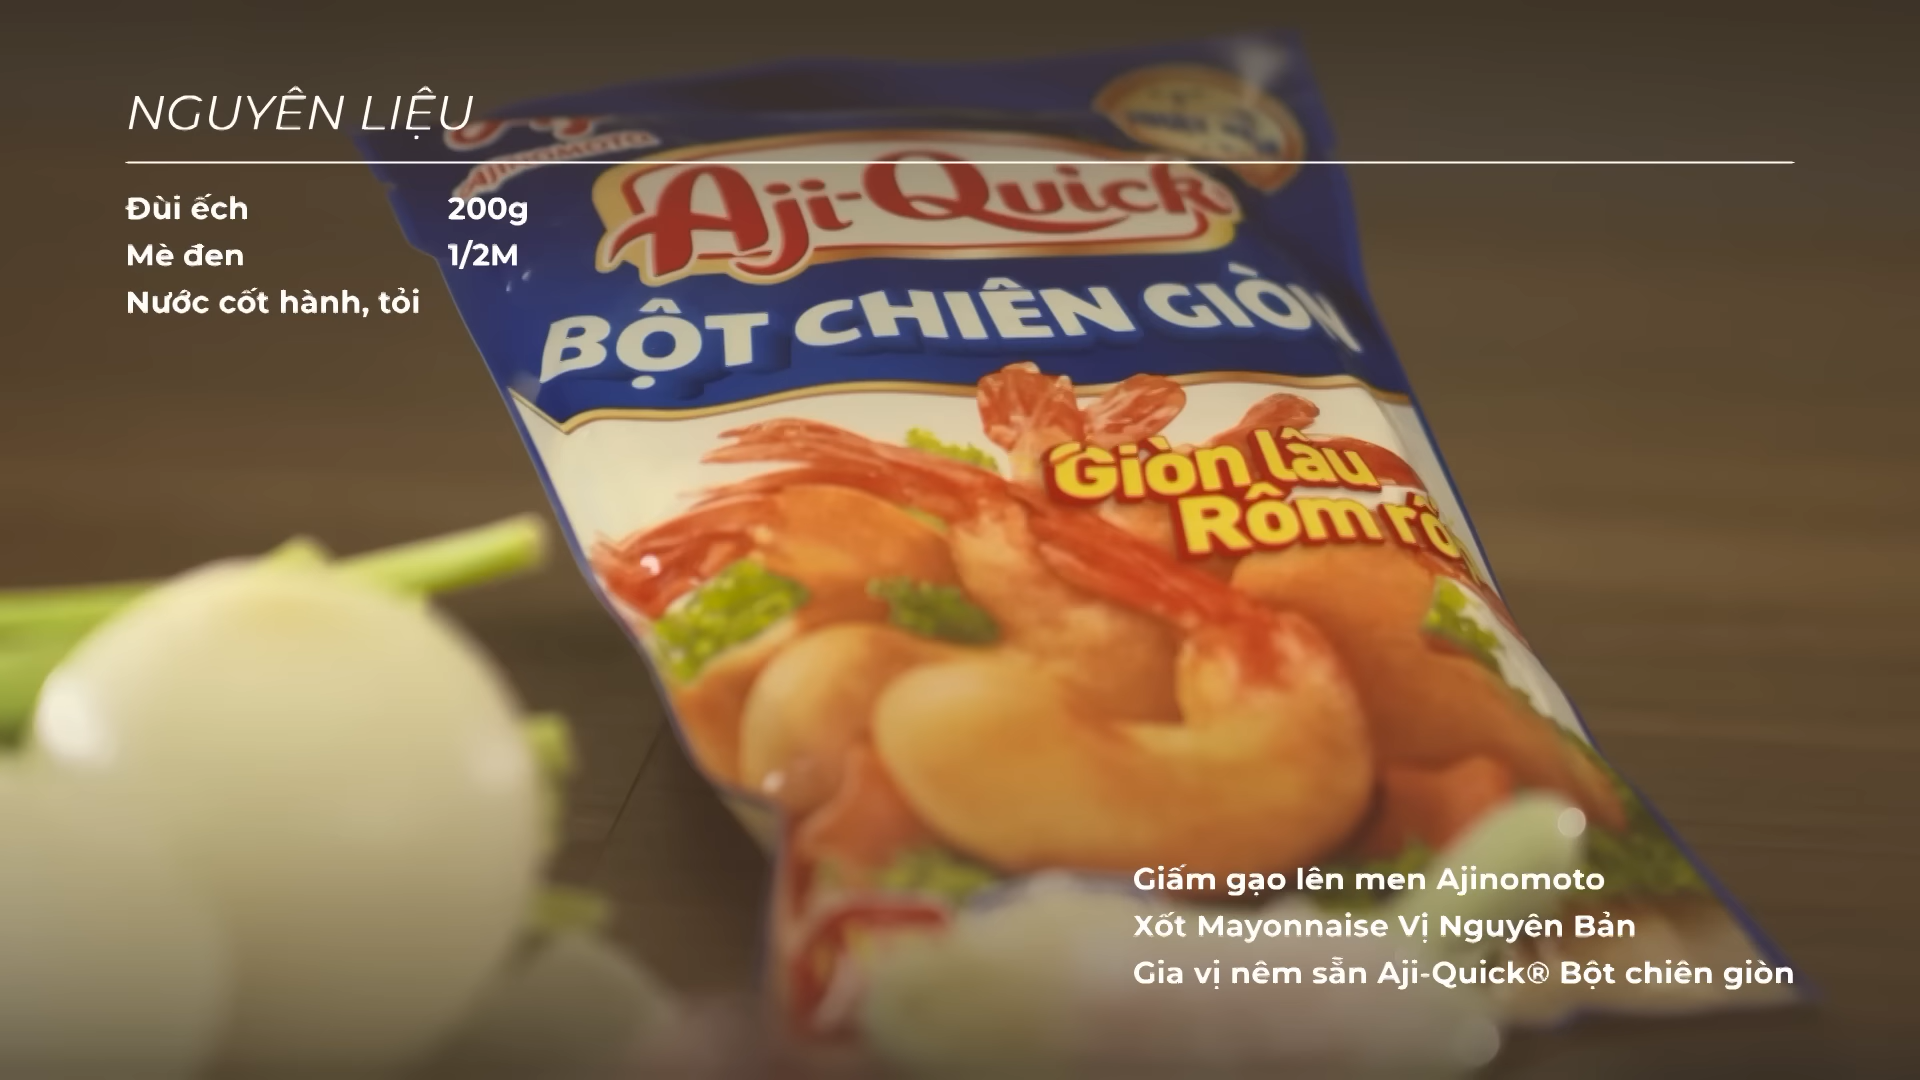 NGUYÊN LIỆU
Đùi ếch 200g
Mè đen 1/2M
Nước cốt hành, tỏi
AJINOMOTO
Aji-Quick
BỘT CHIÊN GIÒN
Giòn lâu
Rôm rố
Giấm gạo lên men Ajinomoto
Xốt Mayonnaise Vị Nguyên Bản
Gia vị nêm sẵn Aji-Quick® Bột chiên giòn